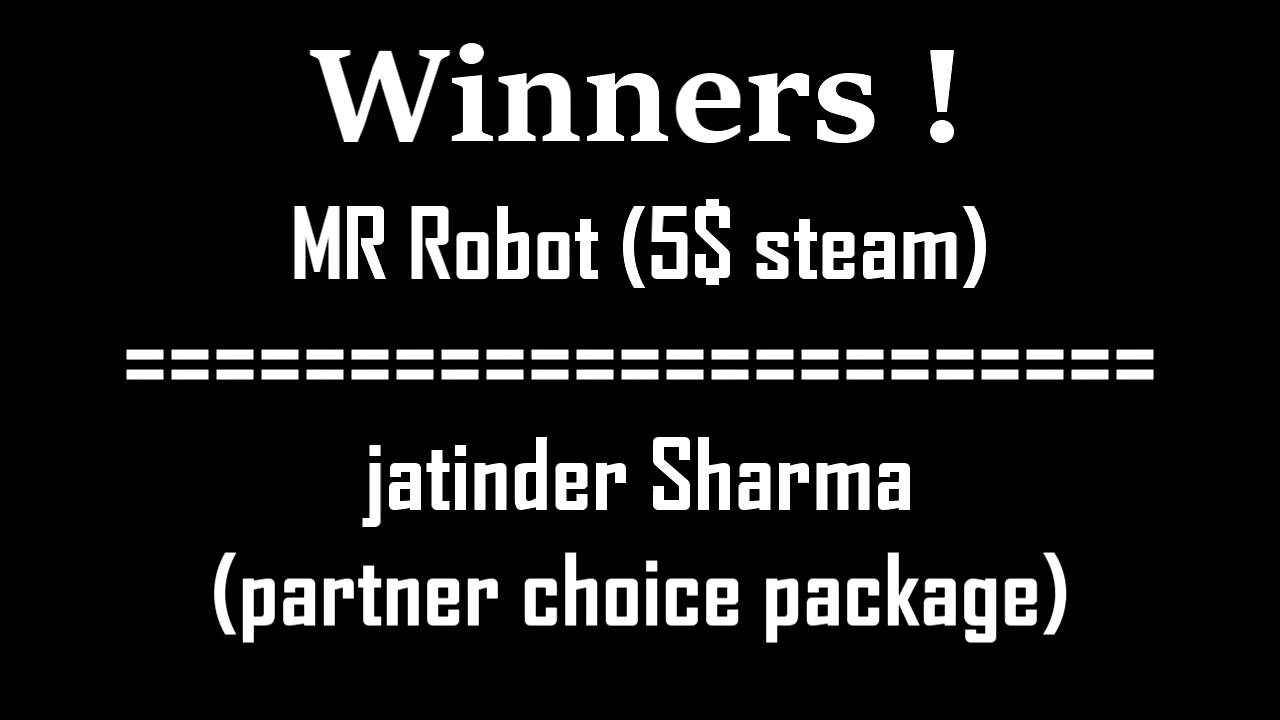 Winners !
MR Robot (5$ steam)
=======================
jatinder Sharma
(partner choice package)